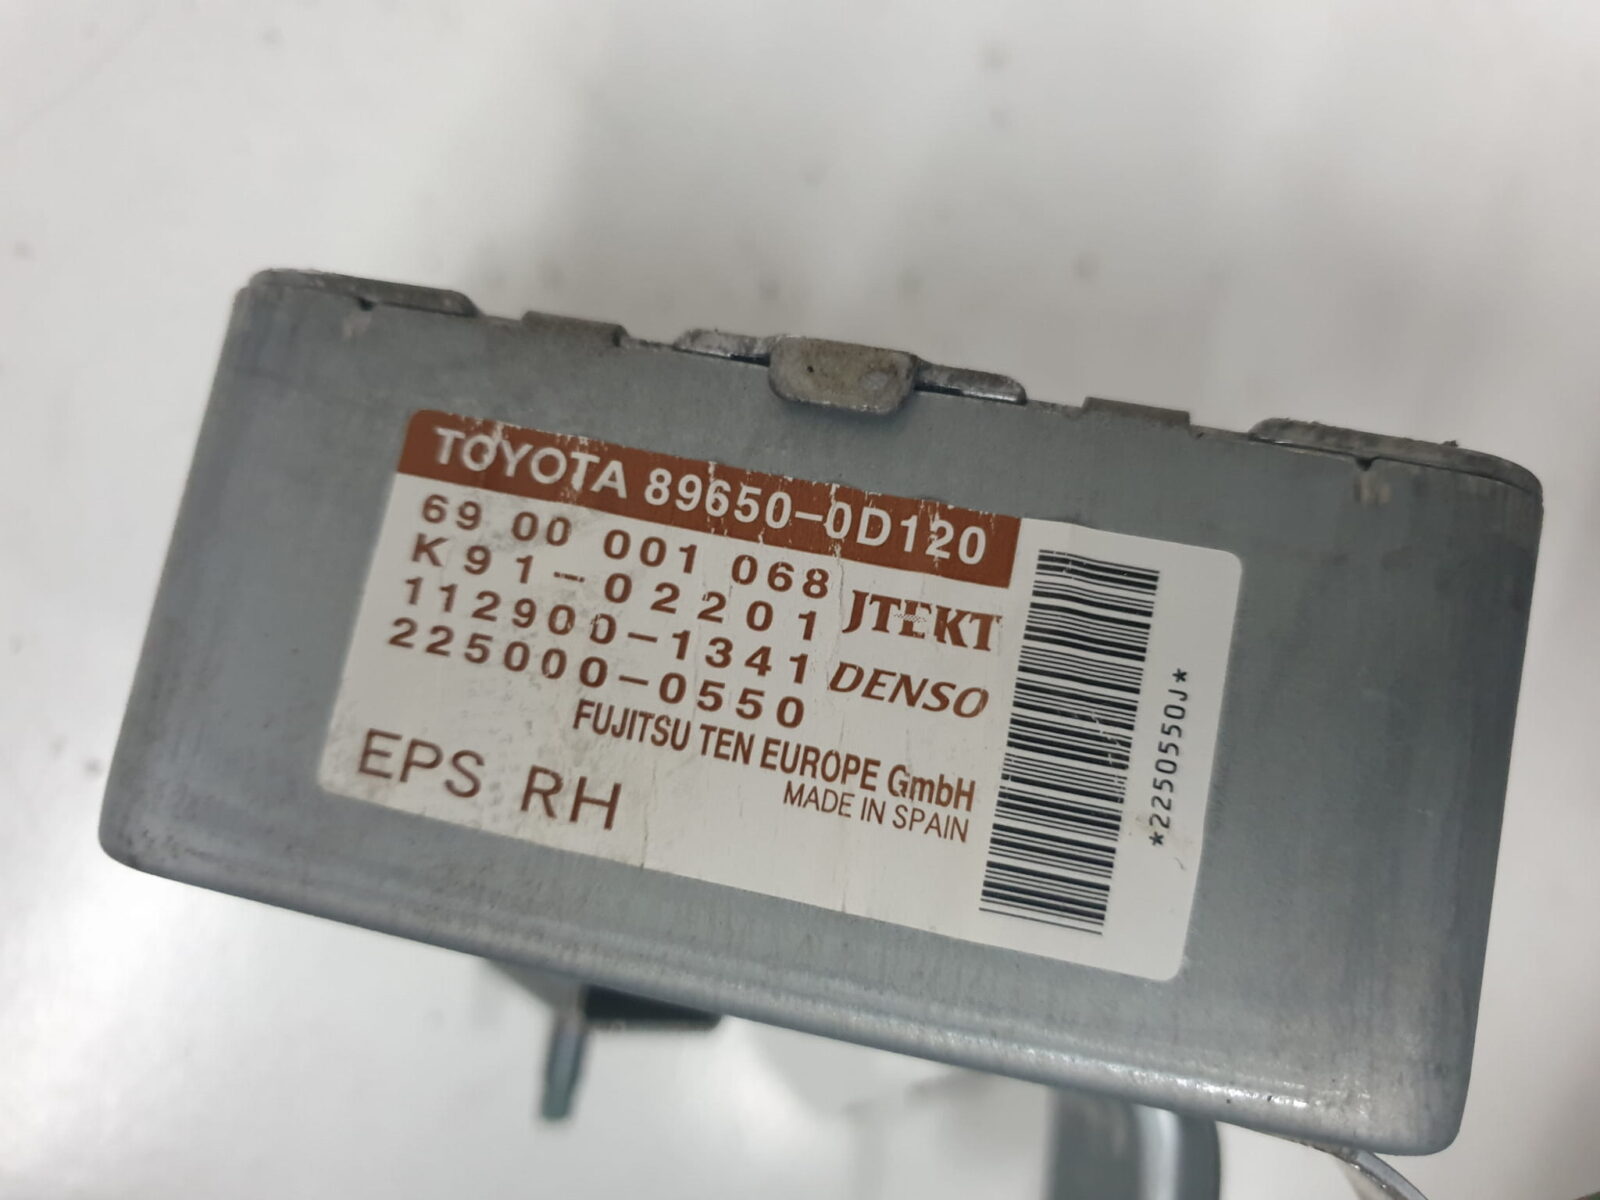 TOYOTA 89650-0D120
69 00 001 068
K91-02201 JTEKT
112900-1341 DENSO
225000-0550
FUJITSU TEN EUROPE GmbH
EPS RH MADE IN SPAIN
*2250550J*